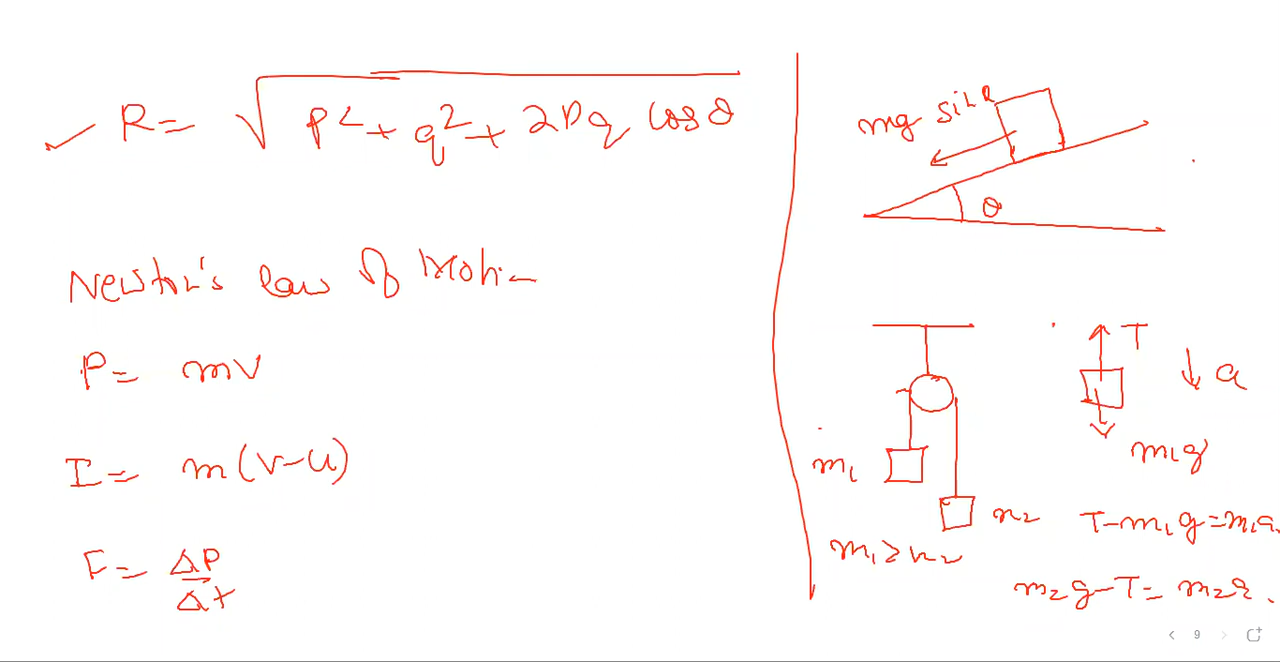 R = √(p² + q² + 2pq cos θ)
Newton's law of Motion
P = mv
I = m(v-u)
F = ΔP/Δt
mg sin
θ
T
a
m₁g
m₁
m₂
m₁ > m₂
T - m₁g = m₁a
m₂g - T = m₂a.
9